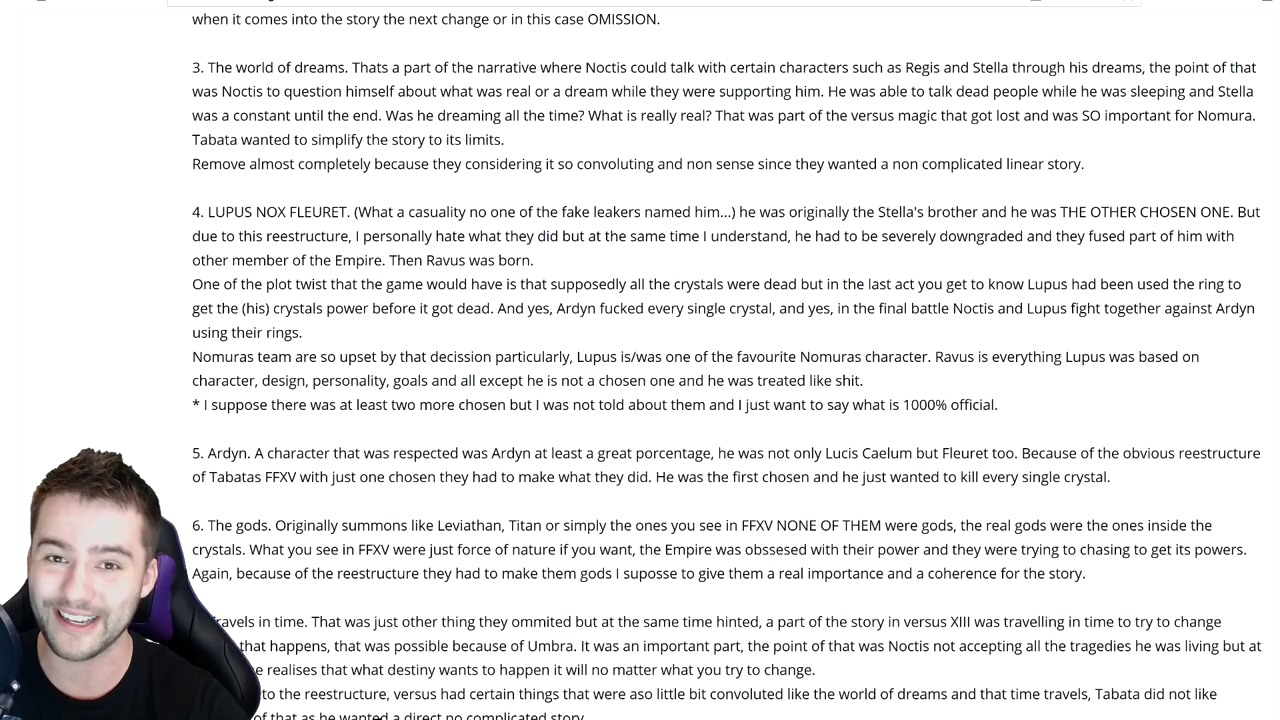 when it comes into the story the next change or in this case OMISSION.
3. The world of dreams. Thats a part of the narrative where Noctis could talk with certain characters such as Regis and Stella through his dreams, the point of that
was Noctis to question himself about what was real or a dream while they were supporting him. He was able to talk dead people while he was sleeping and Stella
was a constant until the end. Was he dreaming all the time? What is really real? That was part of the versus magic that got lost and was SO important for Nomura.
Tabata wanted to simplify the story to its limits.
Remove almost completely because they considering it so convoluting and non sense since they wanted a non complicated linear story.
4. LUPUS NOX FLEURET. (What a casuality no one of the fake leakers named him...) he was originally the Stella's brother and he was THE OTHER CHOSEN ONE. But
due to this reestructure, I personally hate what they did but at the same time I understand, he had to be severely downgraded and they fused part of him with
other member of the Empire. Then Ravus was born.
One of the plot twist that the game would have is that supposedly all the crystals were dead but in the last act you get to know Lupus had been used the ring to
get the (his) crystals power before it got dead. And yes, Ardyn fucked every single crystal, and yes, in the final battle Noctis and Lupus fight together against Ardyn
using their rings.
Nomuras team are so upset by that decission particularly, Lupus is/was one of the favourite Nomuras character. Ravus is everything Lupus was based on
character, design, personality, goals and all except he is not a chosen one and he was treated like shit.
* I suppose there was at least two more chosen but I was not told about them and I just want to say what is 1000% official.
5. Ardyn. A character that was respected was Ardyn at least a great porcentage, he was not only Lucis Caelum but Fleuret too. Because of the obvious reestructure
of Tabatas FFXV with just one chosen they had to make what they did. He was the first chosen and he just wanted to kill every single crystal.
6. The gods. Originally summons like Leviathan, Titan or simply the ones you see in FFXV NONE OF THEM were gods, the real gods were the ones inside the
crystals. What you see in FFXV were just force of nature if you want, the Empire was obssesed with their power and they were trying to chasing to get its powers.
Again, because of the reestructure they had to make them gods I suposse to give them a real importance and a coherence for the story.
ravels in time. That was just other thing they ommited but at the same time hinted, a part of the story in versus XIII was travelling in time to try to change
that happens, that was possible because of Umbra. It was an important part, the point of that was Noctis not accepting all the tragedies he was living but at
e realises that what destiny wants to happen it will no matter what you try to change.
to the reestructure, versus had certain things that were aso little bit convoluted like the world of dreams and that time travels, Tabata did not like
of that as he wanted a direct no complicated story.